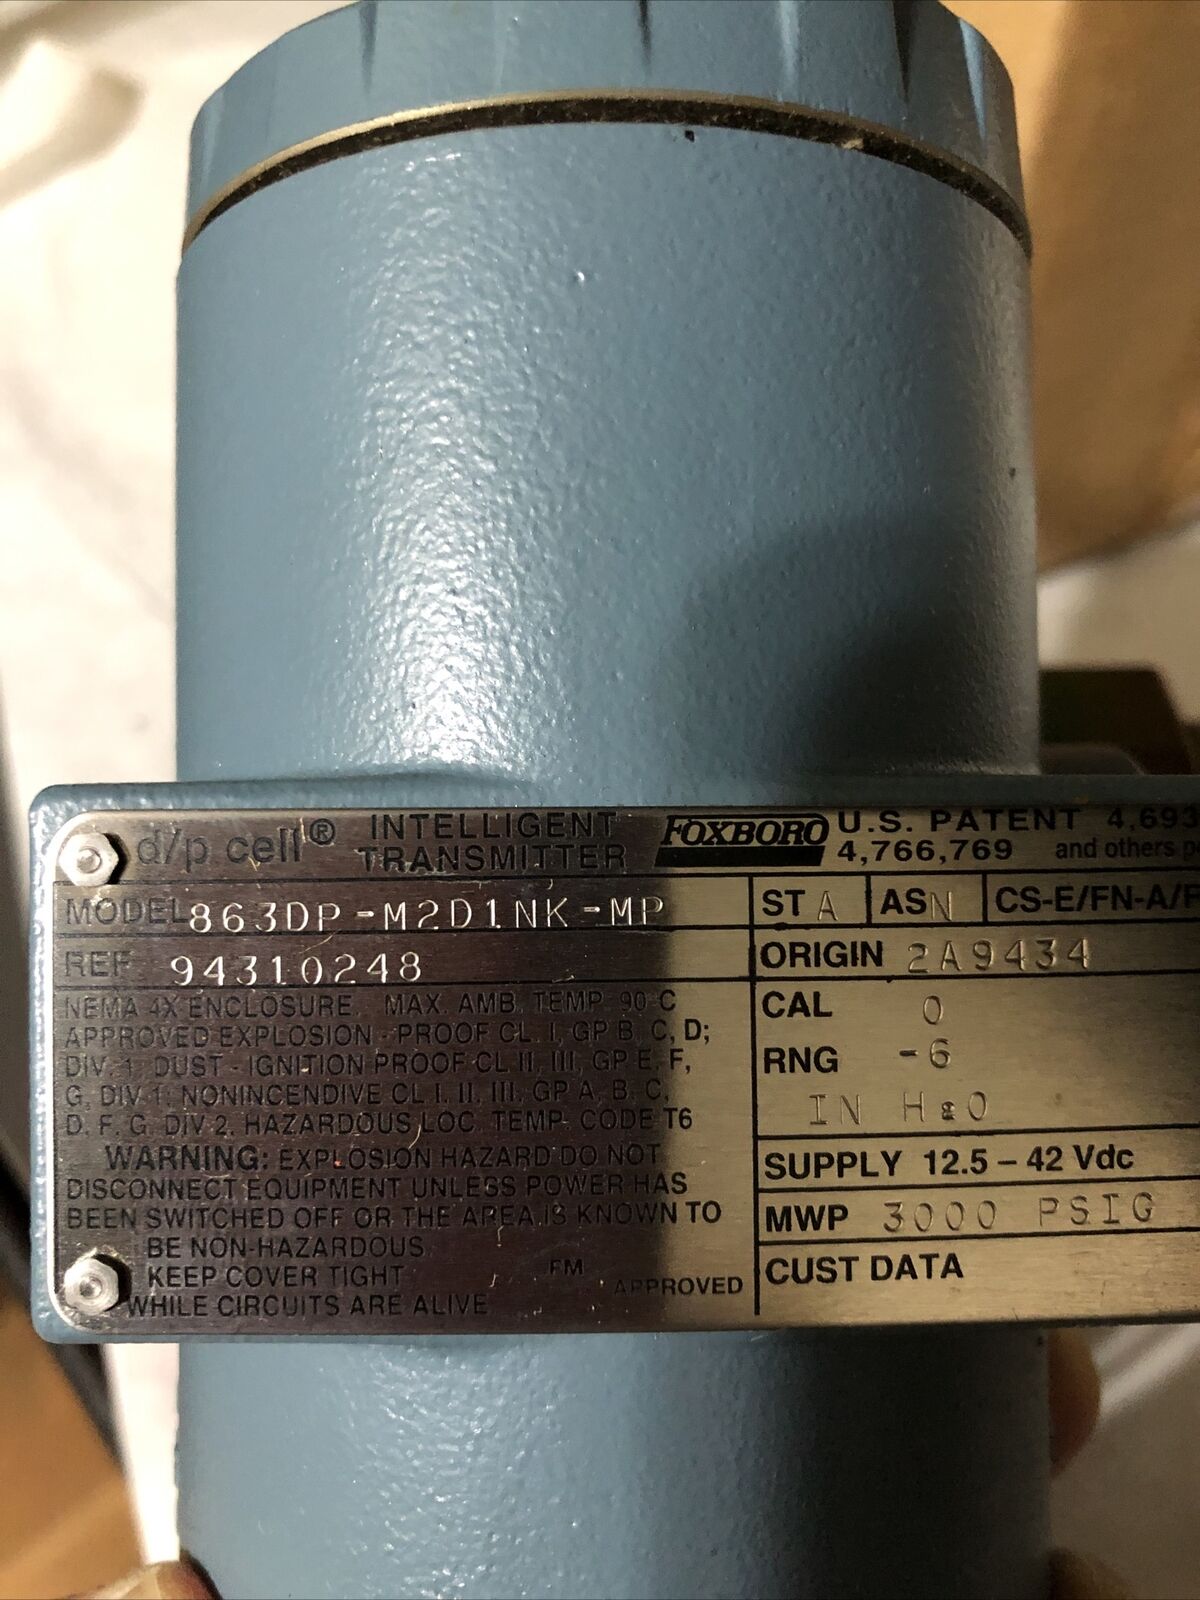 d/p cell® INTELLIGENT TRANSMITTER FOXBORO U.S. PATENT 4,693
4,766,769 and others
MODEL 863DP-M2D1NK-MP
ST A AS N CS-E/FN-A/F
REF 94310248
ORIGIN 2A9434
NEMA 4X ENCLOSURE. MAX. AMB. TEMP. 90 C
APPROVED EXPLOSION - PROOF CL. I, GP B, C, D;
DIV. 1, DUST - IGNITION PROOF CL II, III, GP E, F,
G, DIV 1; NONINCENDIVE CL I, II, III, GP A, B, C,
D, F, G, DIV 2. HAZARDOUS LOC. TEMP. CODE T6
WARNING: EXPLOSION HAZARD DO NOT
DISCONNECT EQUIPMENT UNLESS POWER HAS
BEEN SWITCHED OFF OR THE AREA IS KNOWN TO
BE NON-HAZARDOUS.
KEEP COVER TIGHT
WHILE CIRCUITS ARE ALIVE
FM
APPROVED
CAL 0
RNG -6
IN H2O
SUPPLY 12.5 – 42 Vdc
MWP 3000 PSIG
CUST DATA